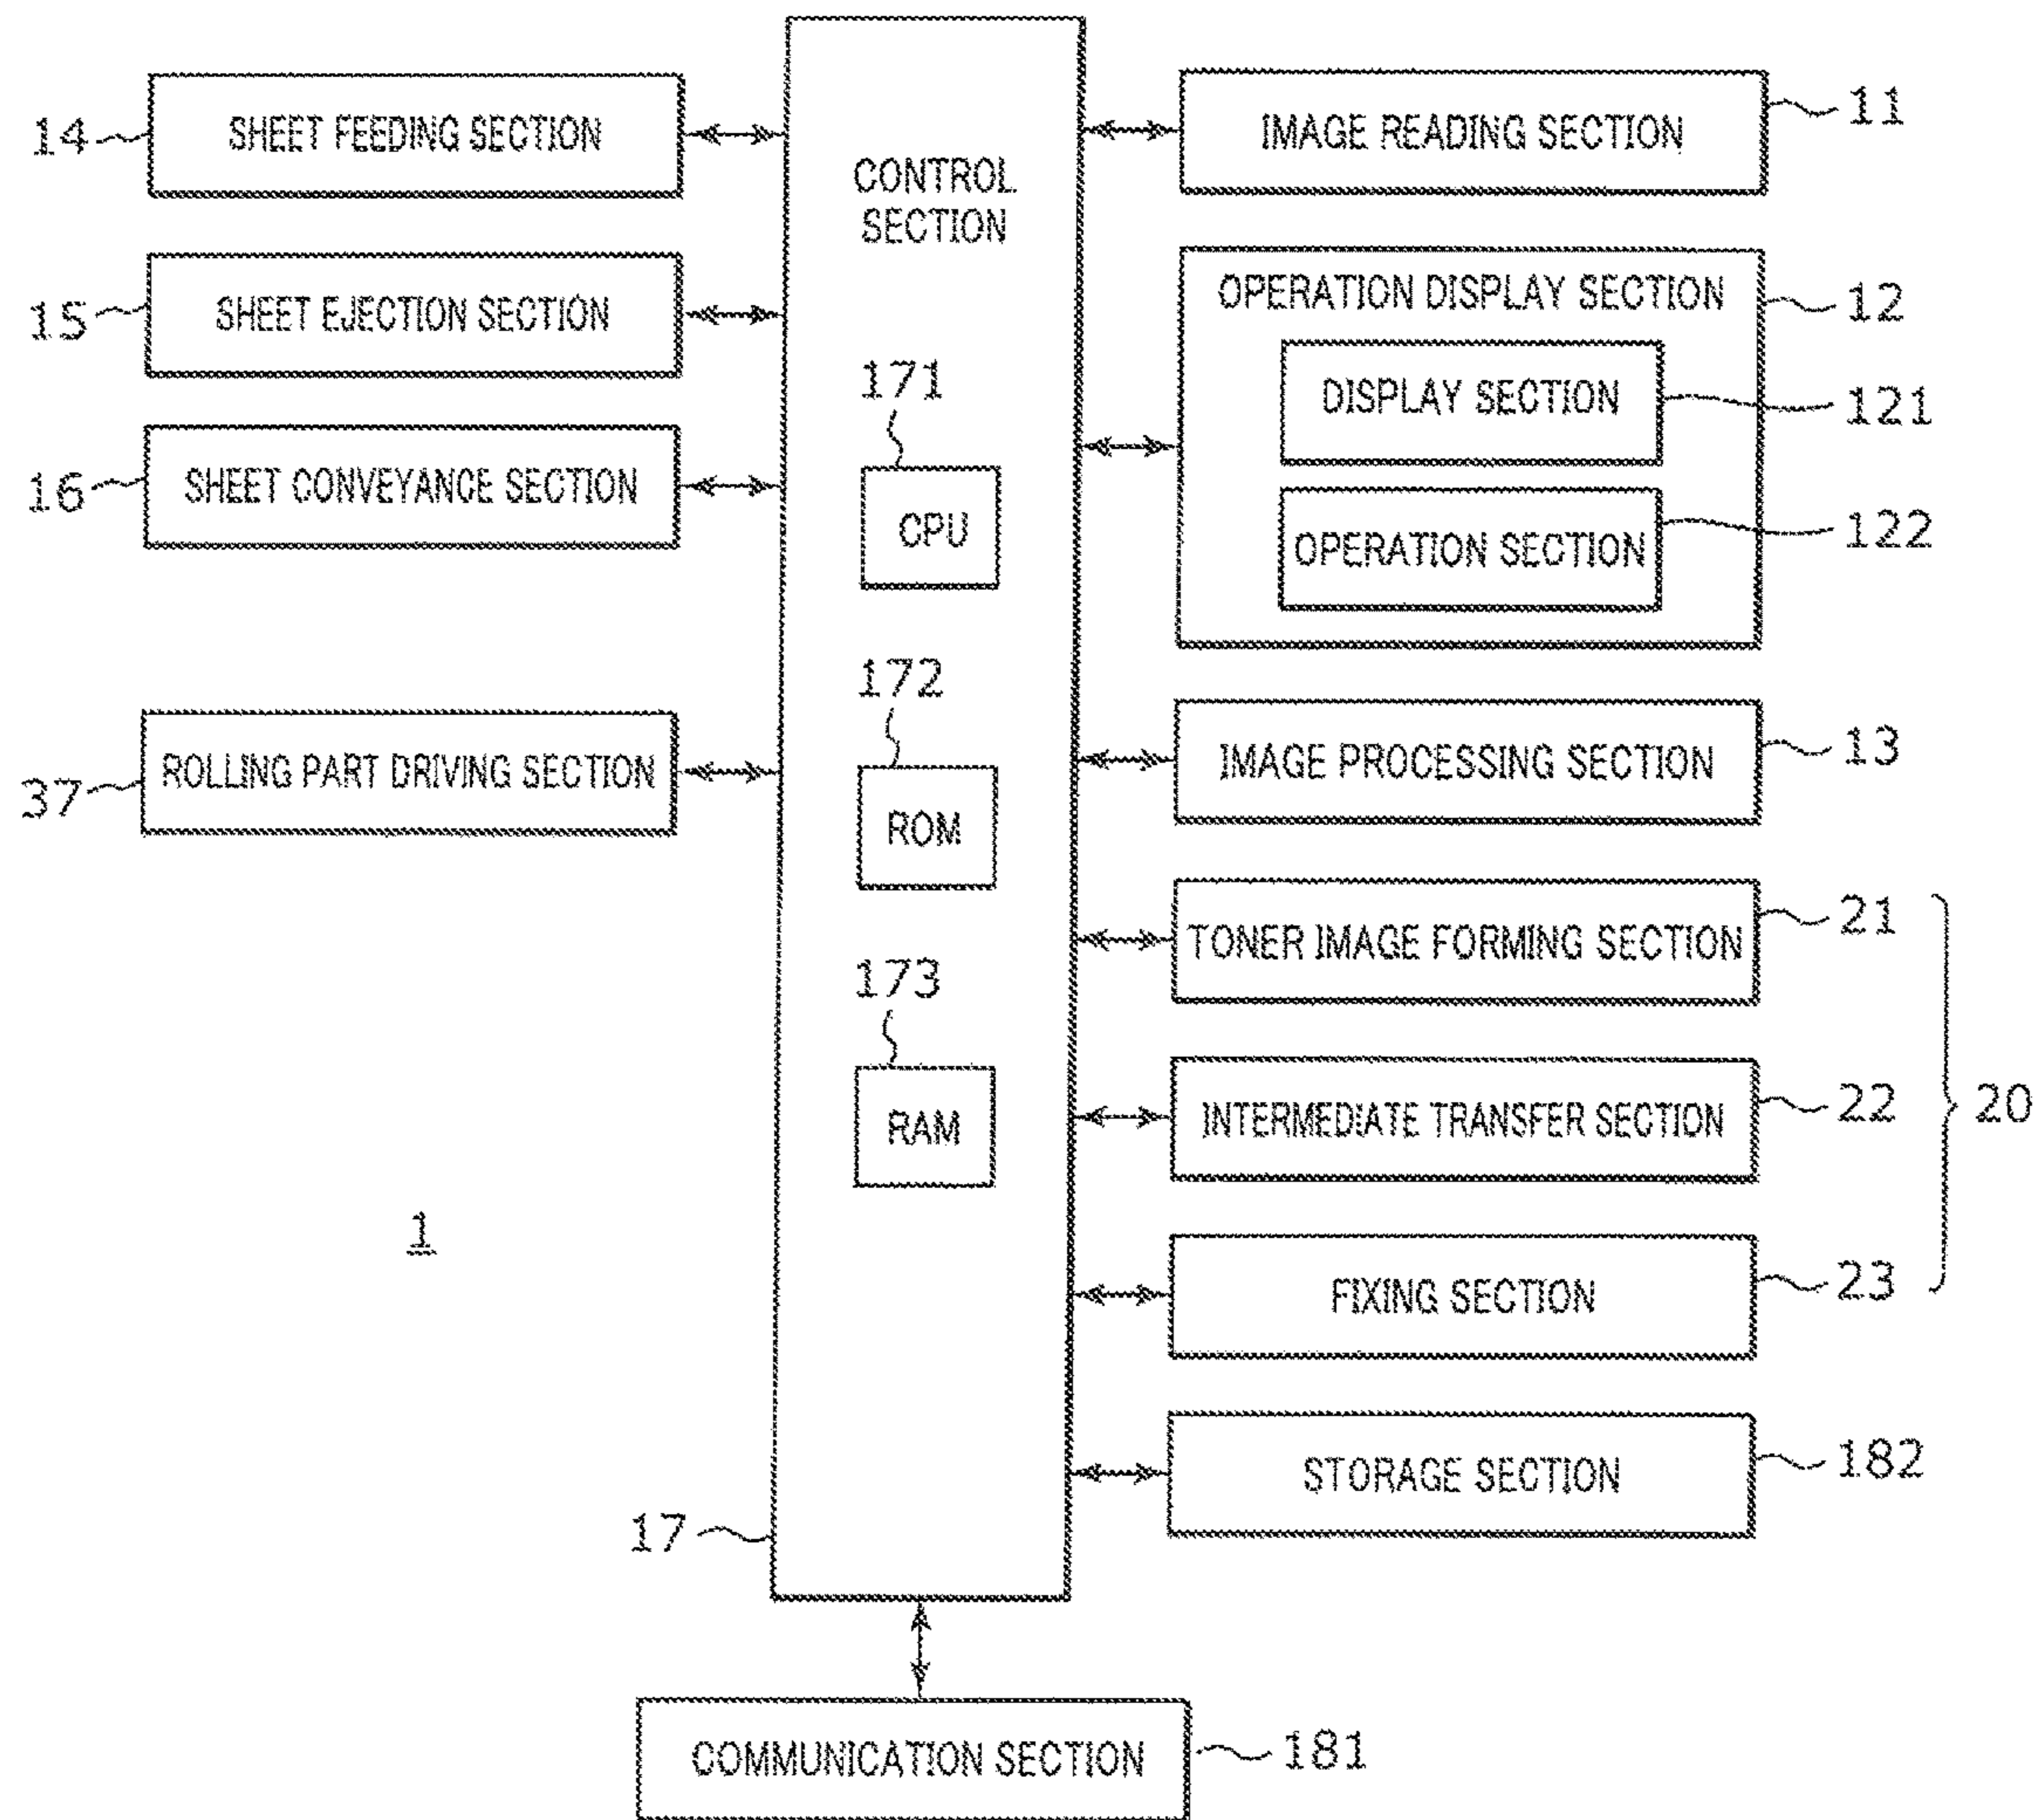 14
SHEET FEEDING SECTION
15
SHEET EJECTION SECTION
16
SHEET CONVEYANCE SECTION
37
ROLLING PART DRIVING SECTION
1
CONTROL
SECTION
171
CPU
172
ROM
173
RAM
17
IMAGE READING SECTION
11
OPERATION DISPLAY SECTION
12
DISPLAY SECTION
121
OPERATION SECTION
122
IMAGE PROCESSING SECTION
13
TONER IMAGE FORMING SECTION
21
INTERMEDIATE TRANSFER SECTION
22
20
FIXING SECTION
23
STORAGE SECTION
182
COMMUNICATION SECTION
181